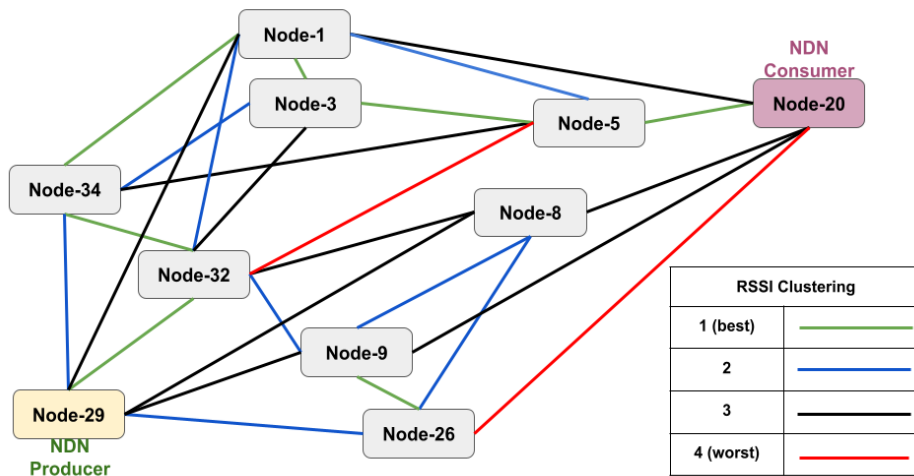 Node-1
NDN
Consumer
Node-3
Node-20
Node-5
Node-34
Node-8
Node-32
RSSI Clustering
1 (best)
2
3
4 (worst)
Node-9
Node-29
Node-26
NDN
Producer